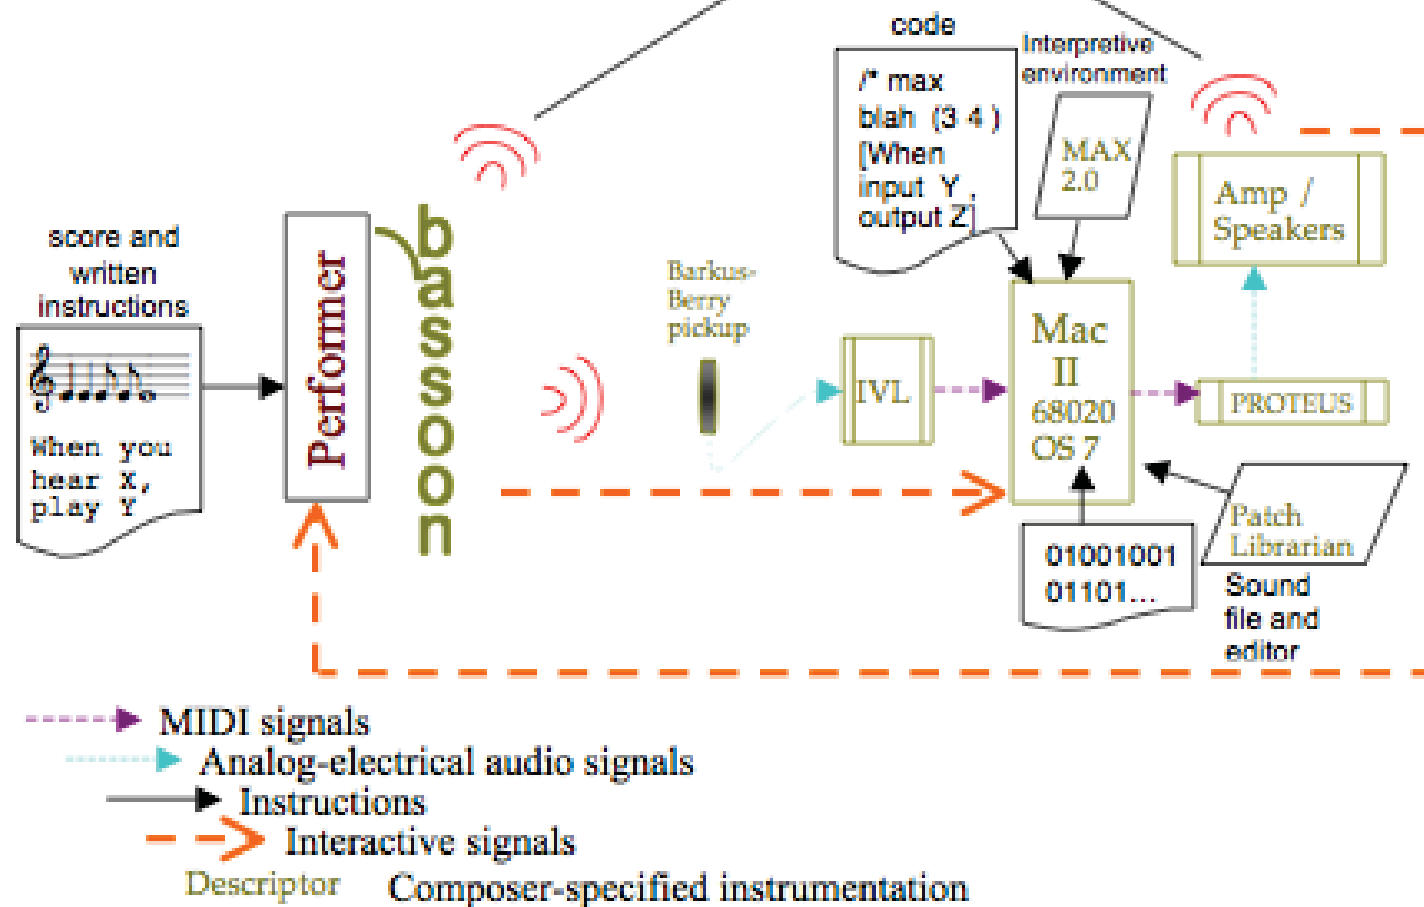 code
/* max
blah (3 4 )
[When
input Y ,
output Z]
Interpretive
environment
MAX
2.0
Amp /
Speakers
score and
written
instructions
When you
hear X,
play Y
Performer
bassoon
Barkus-
Berry
pickup
IVL
Mac
II
68020
OS 7
PROTEUS
01001001
01101...
Patch
Librarian
Sound
file and
editor
MIDI signals
Analog-electrical audio signals
Instructions
Interactive signals
Descriptor Composer-specified instrumentation